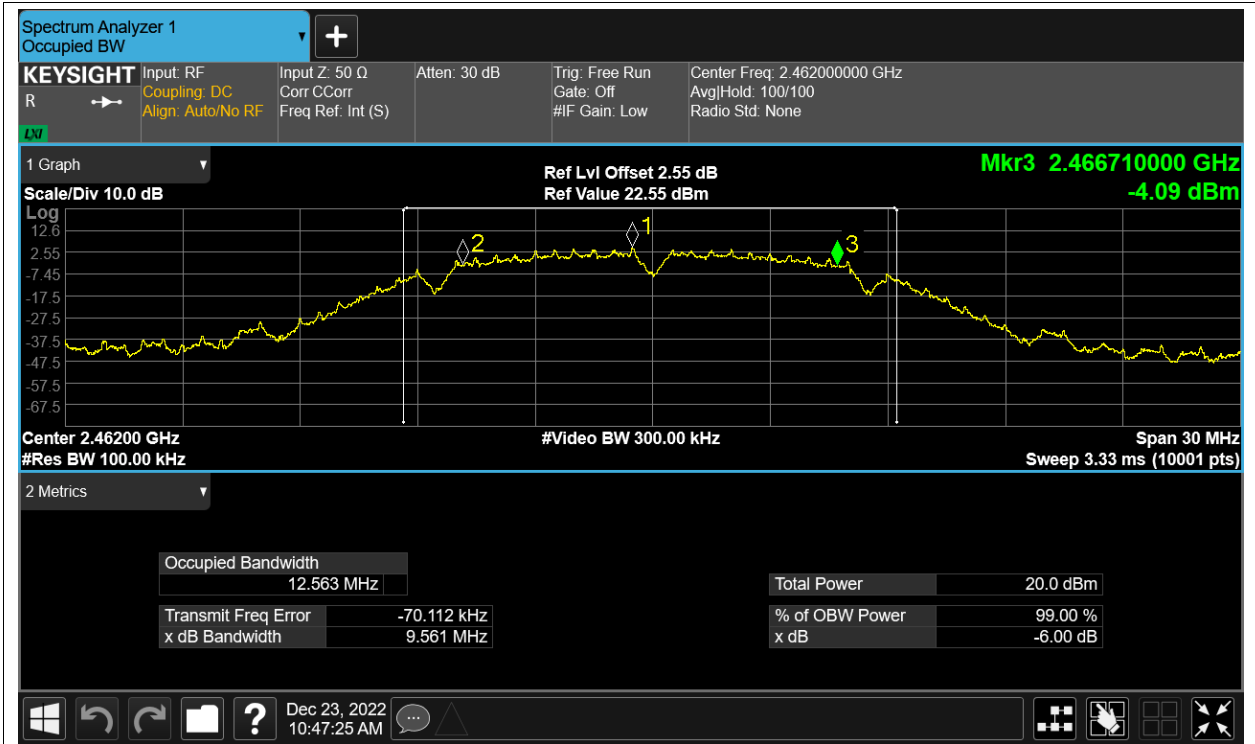 Spectrum Analyzer 1
Occupied BW
KEYSIGHT
R
LXI
Input: RF
Coupling: DC
Align: Auto/No RF
Input Z: 50 Ω
Corr CCorr
Freq Ref: Int (S)
Atten: 30 dB
Trig: Free Run
Gate: Off
#IF Gain: Low
Center Freq: 2.462000000 GHz
Avg|Hold: 100/100
Radio Std: None
1 Graph
Scale/Div 10.0 dB
Ref Lvl Offset 2.55 dB
Ref Value 22.55 dBm
Mkr3 2.466710000 GHz
-4.09 dBm
Log
12.6
2.55
-7.45
-17.5
-27.5
-37.5
-47.5
-57.5
-67.5
2
1
3
Center 2.46200 GHz
#Res BW 100.00 kHz
#Video BW 300.00 kHz
Span 30 MHz
Sweep 3.33 ms (10001 pts)
2 Metrics
Occupied Bandwidth
12.563 MHz
Transmit Freq Error -70.112 kHz
x dB Bandwidth 9.561 MHz
Total Power 20.0 dBm
% of OBW Power 99.00 %
x dB -6.00 dB
?
Dec 23, 2022
10:47:25 AM